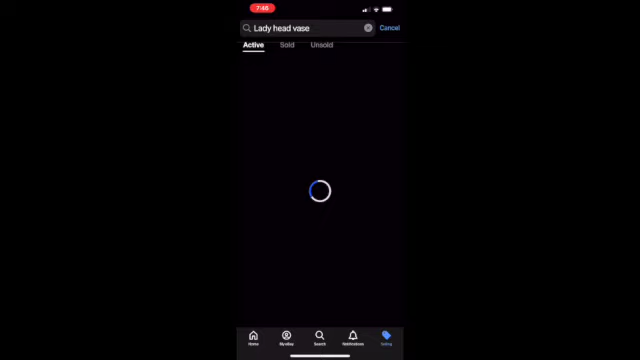 7:46
Lady head vase
Cancel
Active Sold Unsold
Home My eBay Search Notifications Selling